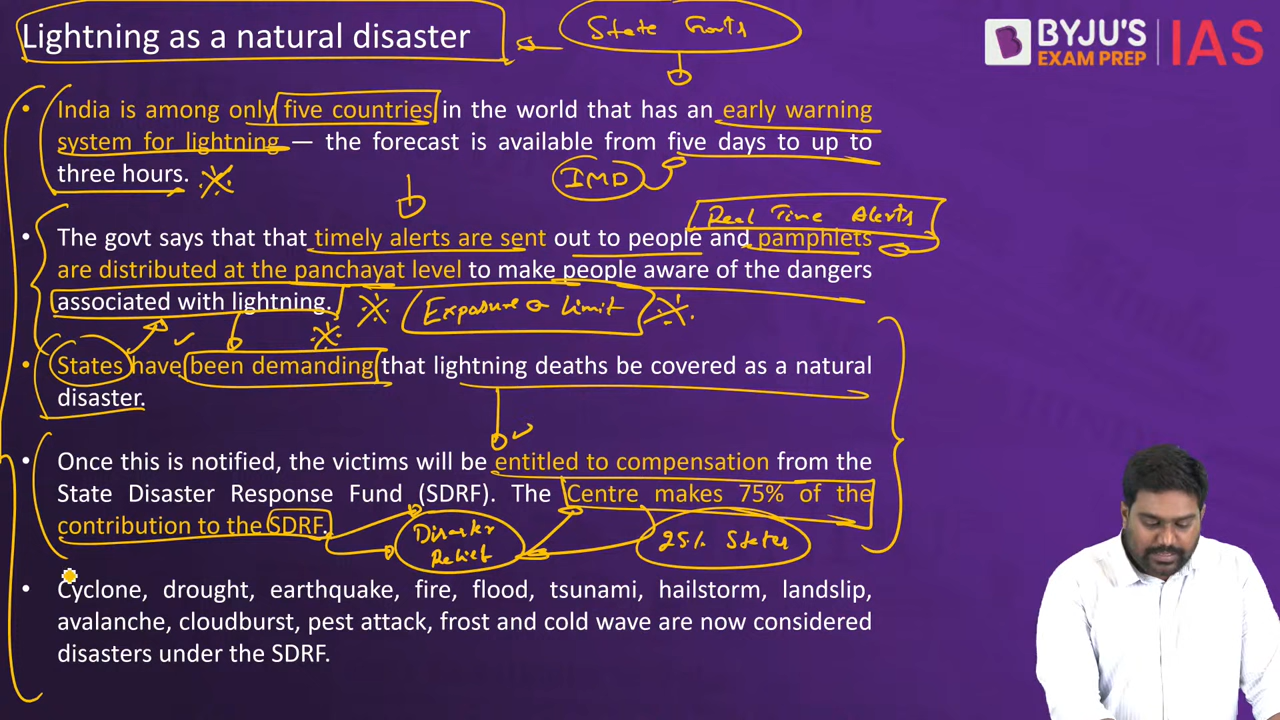 Lightning as a natural disaster
State Govts
BYJU'S
EXAM PREP
IAS
• India is among only five countries in the world that has an early warning
system for lightning — the forecast is available from five days to up to
three hours.
IMD
Real Time Alerts
• The govt says that that timely alerts are sent out to people and pamphlets
are distributed at the panchayat level to make people aware of the dangers
associated with lightning.
Exposure Limit
• States have been demanding that lightning deaths be covered as a natural
disaster.
• Once this is notified, the victims will be entitled to compensation from the
State Disaster Response Fund (SDRF). The Centre makes 75% of the
contribution to the SDRF.
Disaster
Relief
25% States
• Cyclone, drought, earthquake, fire, flood, tsunami, hailstorm, landslip,
avalanche, cloudburst, pest attack, frost and cold wave are now considered
disasters under the SDRF.